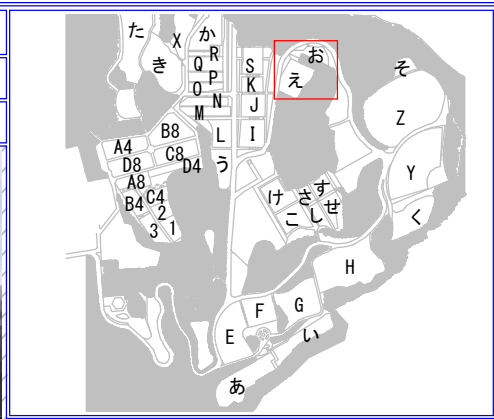 た X か お
き R そ
Q P S え
O N K Z
M J
B8 L I
A4 C8 う Y
D8 D4
A8 け さ す
B4 C4 こ し せ く
2
3 1
H
F G
E い
あ